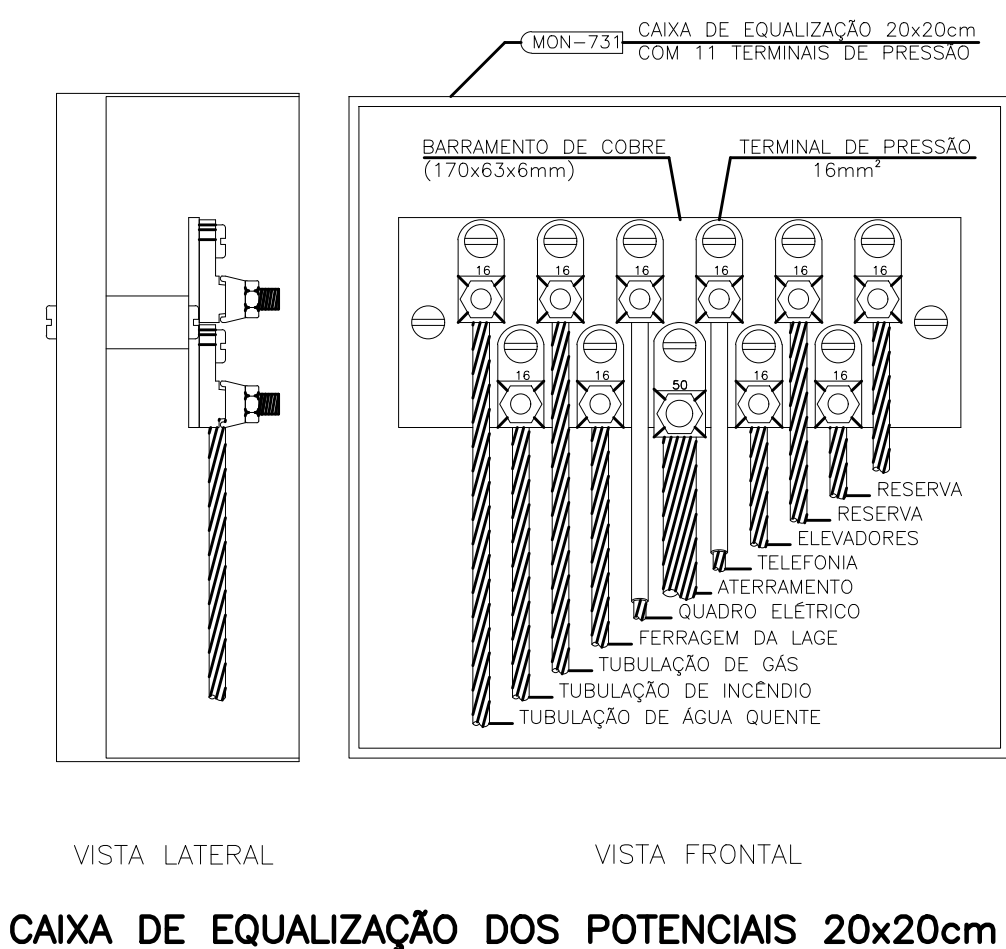 MON-731
CAIXA DE EQUALIZAÇÃO 20x20cm
COM 11 TERMINAIS DE PRESSÃO
BARRAMENTO DE COBRE
(170x63x6mm)
TERMINAL DE PRESSÃO
16mm²
16 16 16 16 16 16
16 16 50 16 16
RESERVA
RESERVA
ELEVADORES
TELEFONIA
ATERRAMENTO
QUADRO ELÉTRICO
FERRAGEM DA LAGE
TUBULAÇÃO DE GÁS
TUBULAÇÃO DE INCÊNDIO
TUBULAÇÃO DE ÁGUA QUENTE
VISTA LATERAL
VISTA FRONTAL
CAIXA DE EQUALIZAÇÃO DOS POTENCIAIS 20x20cm